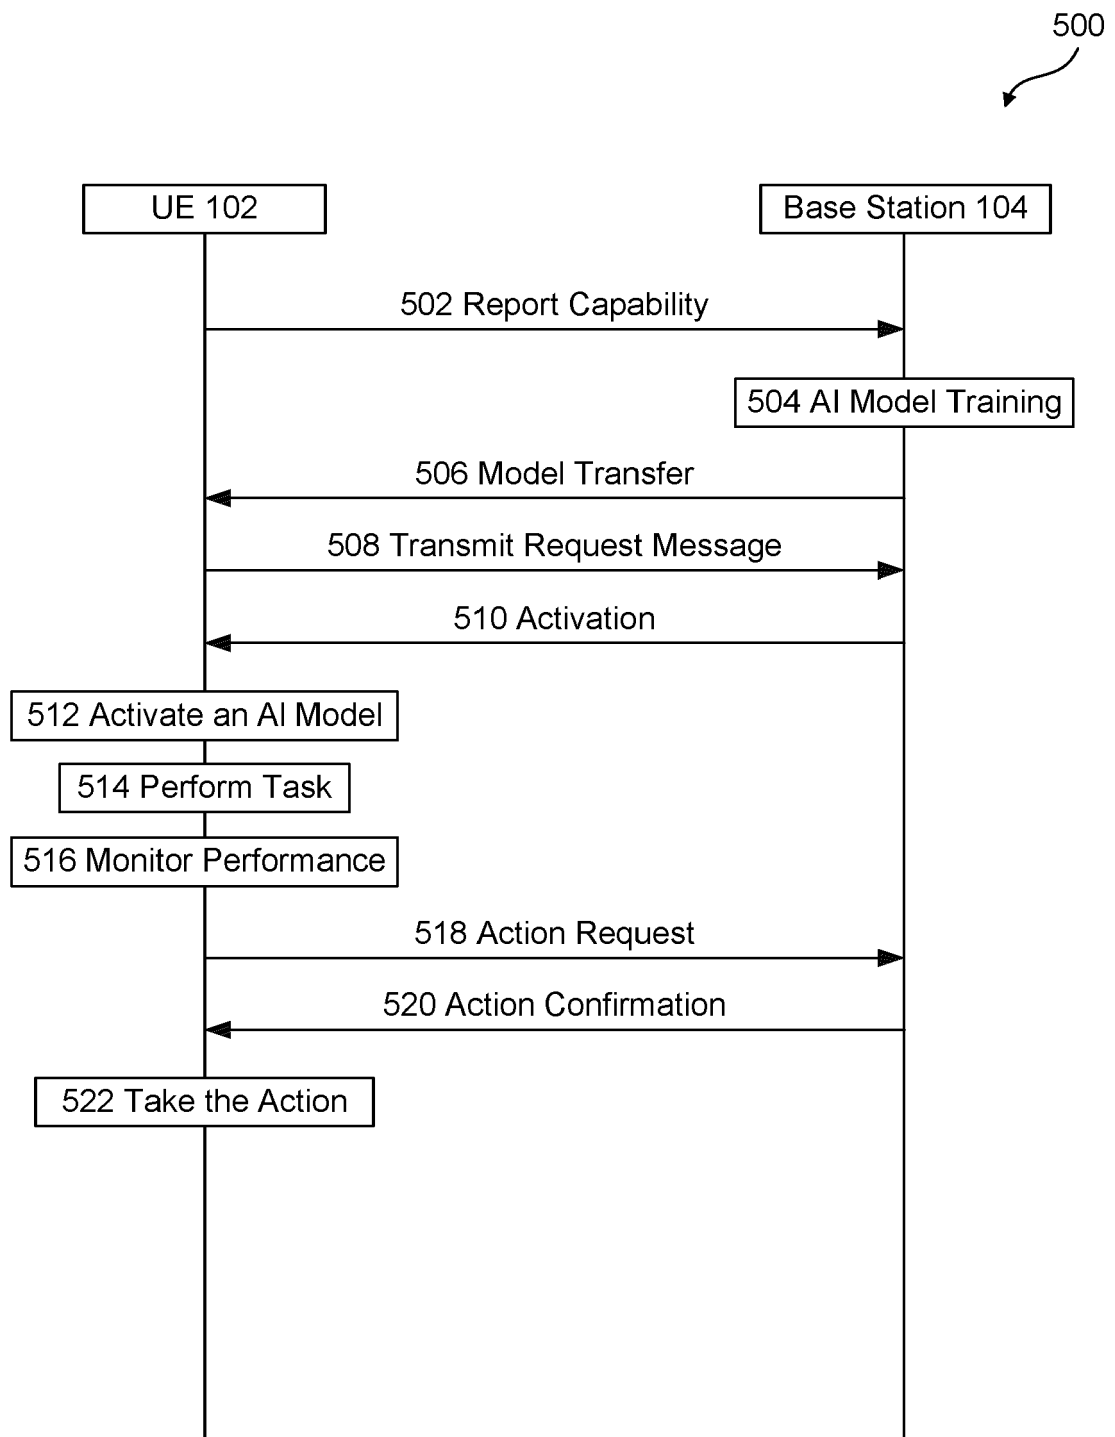 500
UE 102
Base Station 104
502 Report Capability
504 AI Model Training
506 Model Transfer
508 Transmit Request Message
510 Activation
512 Activate an AI Model
514 Perform Task
516 Monitor Performance
518 Action Request
520 Action Confirmation
522 Take the Action